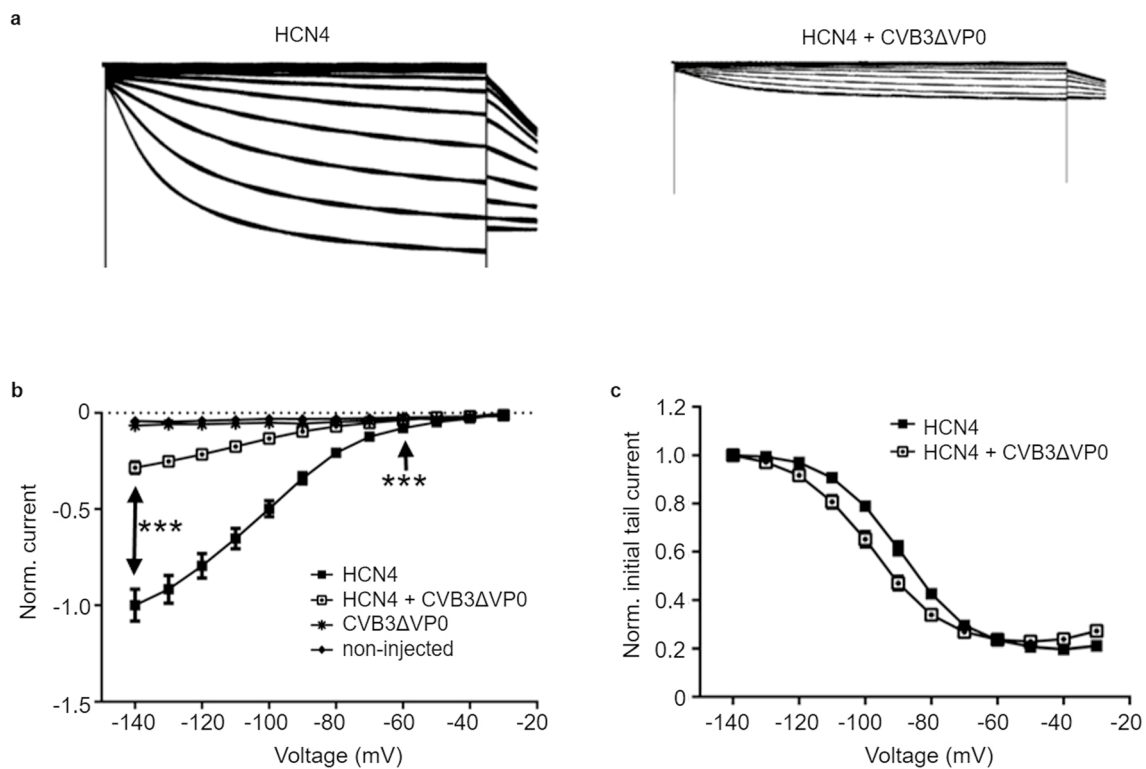 a
HCN4
HCN4 + CVB3ΔVP0
b
0
-0.5
-1.0
-1.5
Norm. current
***
***
HCN4
HCN4 + CVB3ΔVP0
CVB3ΔVP0
non-injected
-140 -120 -100 -80 -60 -40 -20
Voltage (mV)
c
1.2
1.0
0.8
0.6
0.4
0.2
0
Norm. initial tail current
HCN4
HCN4 + CVB3ΔVP0
-140 -120 -100 -80 -60 -40 -20
Voltage (mV)